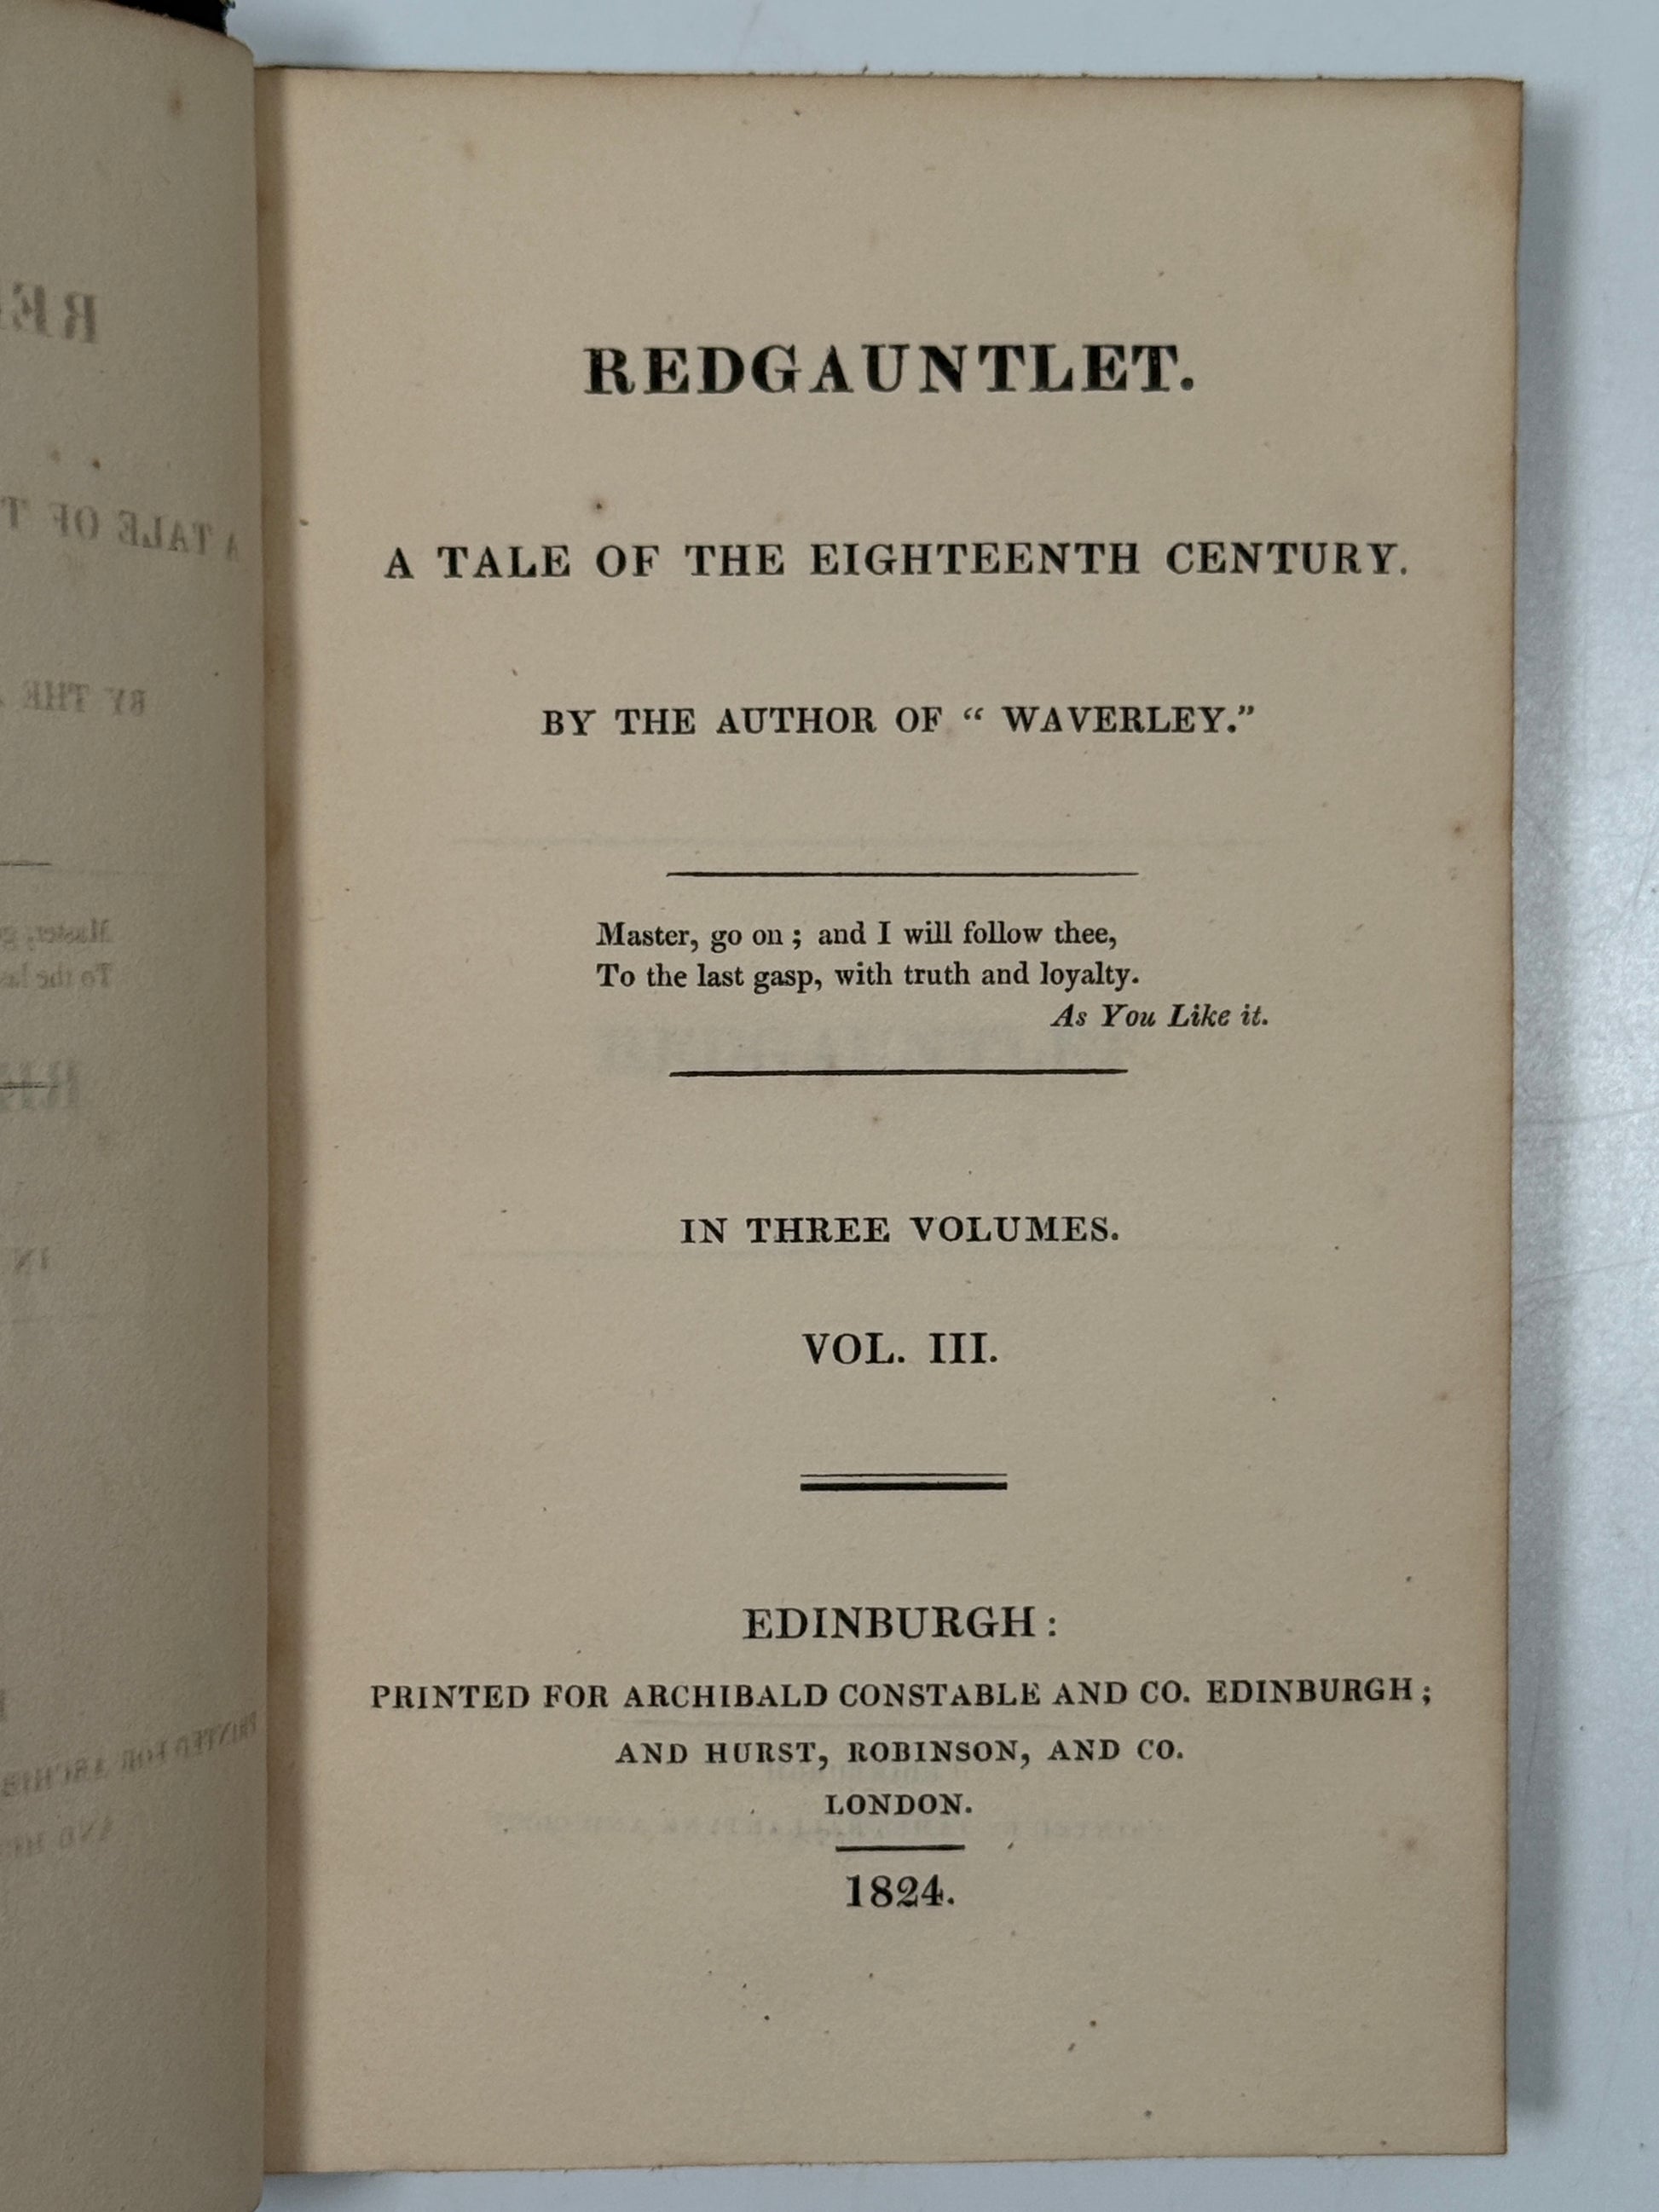 REDGAUNTLET.
A TALE OF THE EIGHTEENTH CENTURY.
BY THE AUTHOR OF “ WAVERLEY.”
Master, go on ; and I will follow thee,
To the last gasp, with truth and loyalty.
As You Like it.
IN THREE VOLUMES.
VOL. III.
EDINBURGH :
PRINTED FOR ARCHIBALD CONSTABLE AND CO. EDINBURGH ;
AND HURST, ROBINSON, AND CO.
LONDON.
1824.